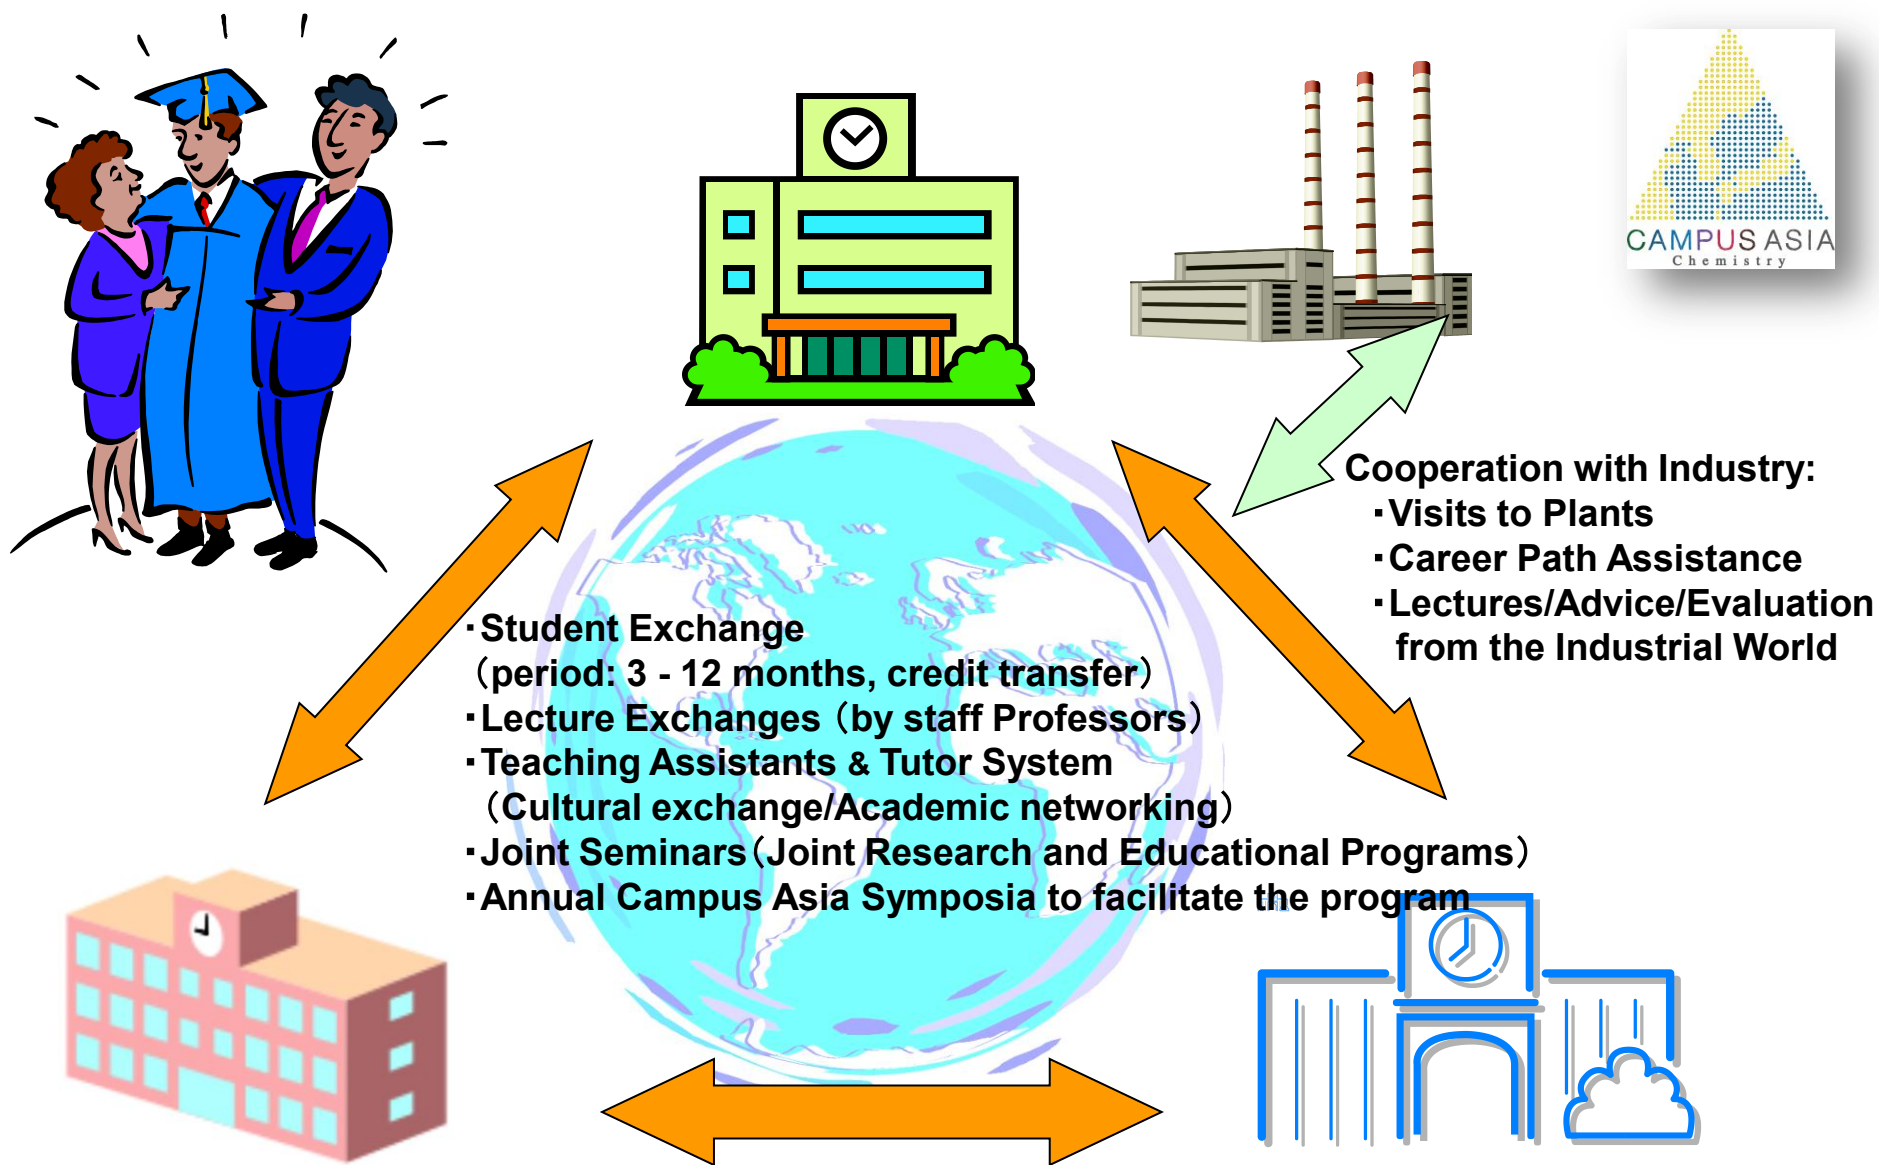 CAMPUS ASIA
Chemistry
Cooperation with Industry:
･Visits to Plants
･Career Path Assistance
･Lectures/Advice/Evaluation
from the Industrial World
･Student Exchange
（period: 3 - 12 months, credit transfer）
･Lecture Exchanges（by staff Professors）
･Teaching Assistants & Tutor System
（Cultural exchange/Academic networking）
･Joint Seminars（Joint Research and Educational Programs）
･Annual Campus Asia Symposia to facilitate the program